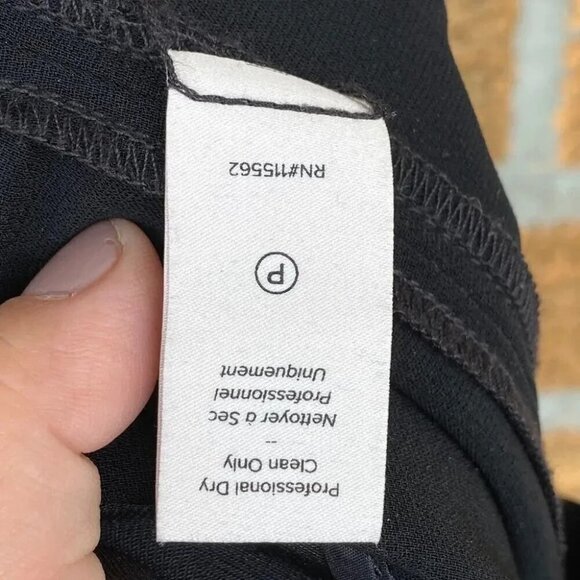 Professional Dry
Clean Only
--
Nettoyer à Sec
Professionnel
Uniquement
P
RN#115562